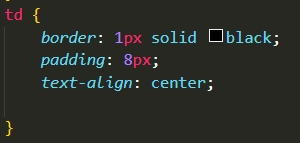 td {
    border: 1px solid black;
    padding: 8px;
    text-align: center;
}